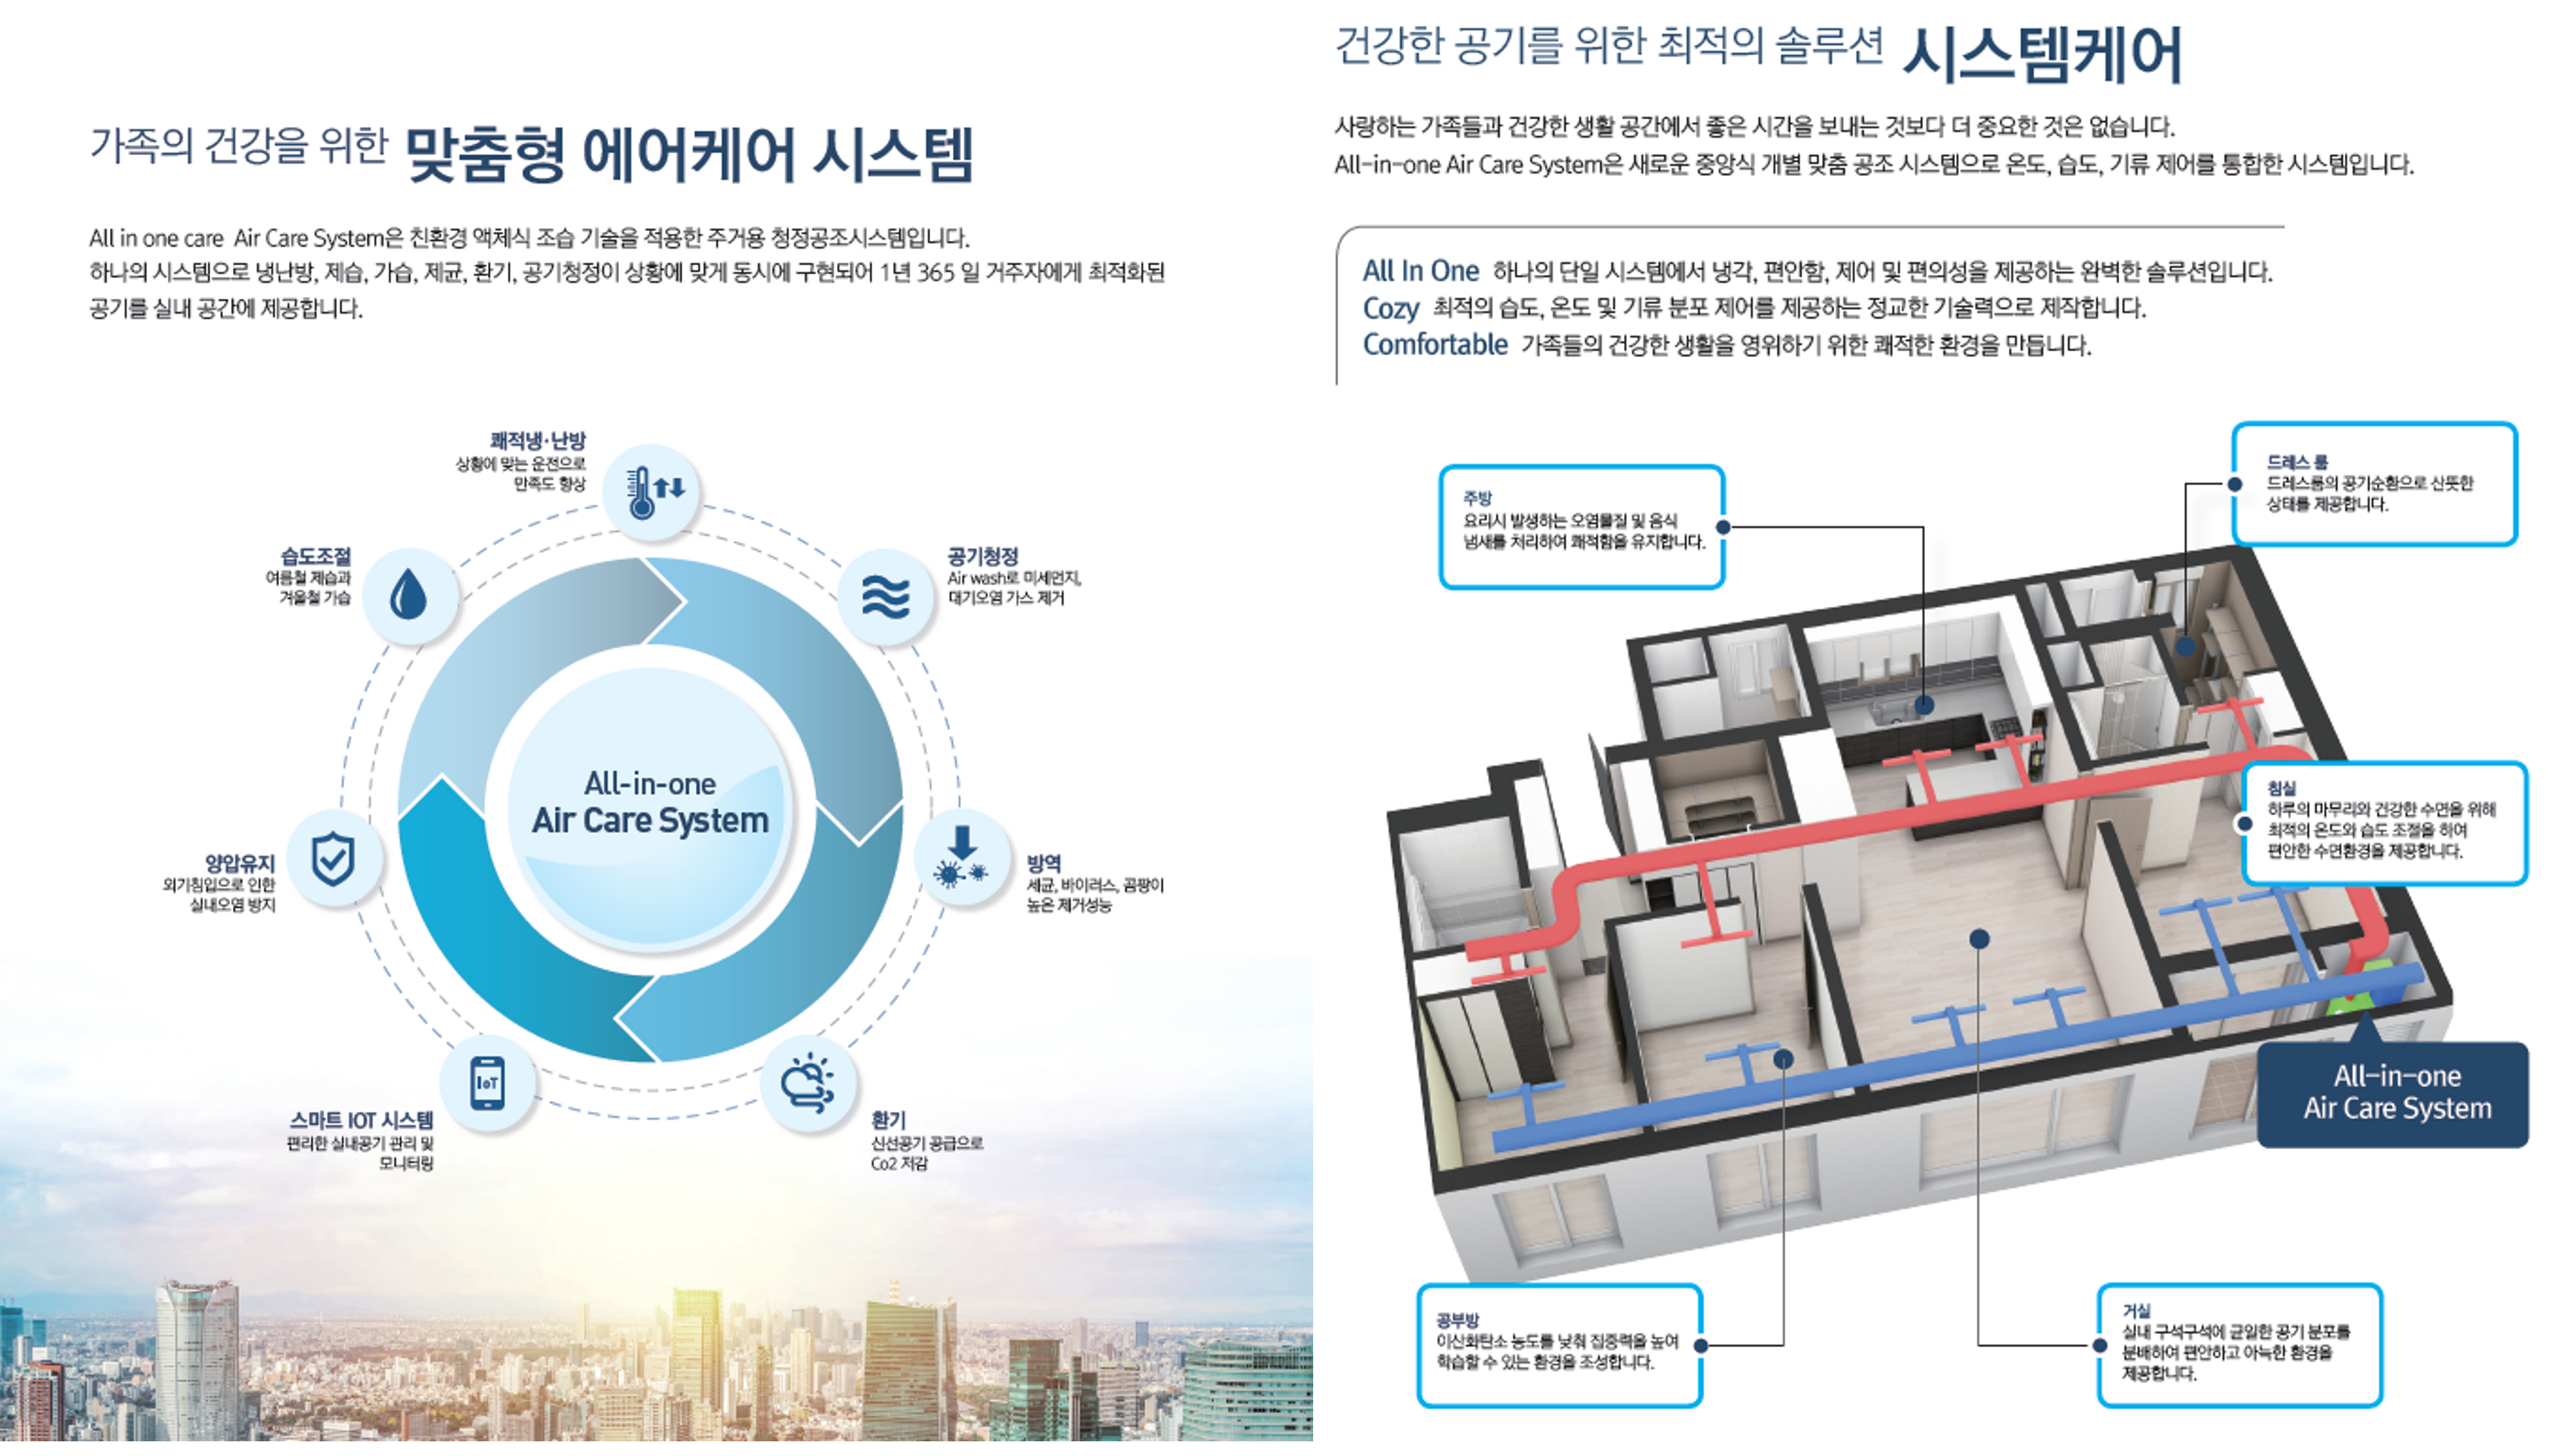 가족의 건강을 위한 맞춤형 에어케어 시스템
All in one care Air Care System은 친환경 액체식 조습 기술을 적용한 주거용 청정공조시스템입니다.
하나의 시스템으로 냉난방, 제습, 가습, 제균, 환기, 공기청정이 상황에 맞게 동시에 구현되어 1년 365 일 거주자에게 최적화된
공기를 실내 공간에 제공합니다.
쾌적냉·난방
상황에 맞는 운전으로
만족도 향상
습도조절
여름철 제습과
겨울철 가습
공기청정
Air wash로 미세먼지,
대기오염 가스 제거
All-in-one
Air Care System
양압유지
외기침입으로 인한
실내오염 방지
방역
세균, 바이러스, 곰팡이
높은 제거성능
IoT
스마트 IOT 시스템
편리한 실내공기 관리 및
모니터링
환기
신선공기 공급으로
Co2 저감
건강한 공기를 위한 최적의 솔루션 시스템케어
사랑하는 가족들과 건강한 생활 공간에서 좋은 시간을 보내는 것보다 더 중요한 것은 없습니다.
All-in-one Air Care System은 새로운 중앙식 개별 맞춤 공조 시스템으로 온도, 습도, 기류 제어를 통합한 시스템입니다.
All In One 하나의 단일 시스템에서 냉각, 편안함, 제어 및 편의성을 제공하는 완벽한 솔루션입니다.
Cozy 최적의 습도, 온도 및 기류 분포 제어를 제공하는 정교한 기술력으로 제작합니다.
Comfortable 가족들의 건강한 생활을 영위하기 위한 쾌적한 환경을 만듭니다.
주방
요리시 발생하는 오염물질 및 음식
냄새를 처리하여 쾌적함을 유지합니다.
드레스 룸
드레스룸의 공기순환으로 산뜻한
상태를 제공합니다.
침실
하루의 마무리와 건강한 수면을 위해
최적의 온도와 습도 조절을 하여
편안한 수면환경을 제공합니다.
All-in-one
Air Care System
공부방
이산화탄소 농도를 낮춰 집중력을 높여
학습할 수 있는 환경을 조성합니다.
거실
실내 구석구석에 균일한 공기 분포를
분배하여 편안하고 아늑한 환경을
제공합니다.